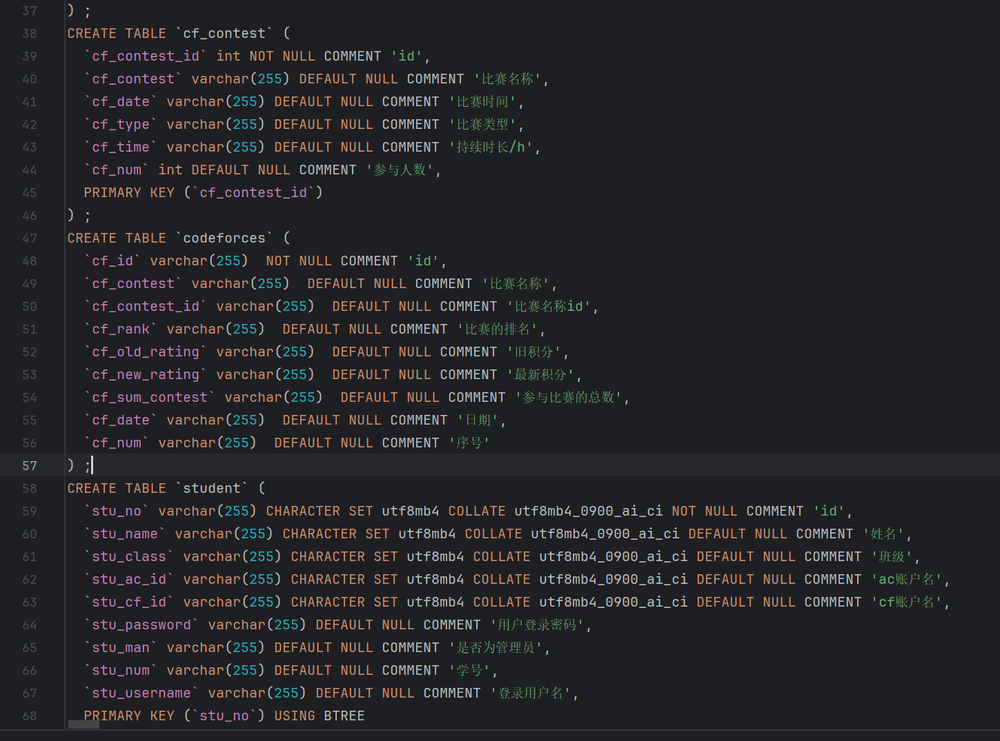 37 ) ;
38 CREATE TABLE `cf_contest` (
39   `cf_contest_id` int NOT NULL COMMENT 'id',
40   `cf_contest` varchar(255) DEFAULT NULL COMMENT '比赛名称',
41   `cf_date` varchar(255) DEFAULT NULL COMMENT '比赛时间',
42   `cf_type` varchar(255) DEFAULT NULL COMMENT '比赛类型',
43   `cf_time` varchar(255) DEFAULT NULL COMMENT '持续时长/h',
44   `cf_num` int DEFAULT NULL COMMENT '参与人数',
45   PRIMARY KEY (`cf_contest_id`)
46 ) ;
47 CREATE TABLE `codeforces` (
48   `cf_id` varchar(255)  NOT NULL COMMENT 'id',
49   `cf_contest` varchar(255)  DEFAULT NULL COMMENT '比赛名称',
50   `cf_contest_id` varchar(255)  DEFAULT NULL COMMENT '比赛名称id',
51   `cf_rank` varchar(255)  DEFAULT NULL COMMENT '比赛的排名',
52   `cf_old_rating` varchar(255)  DEFAULT NULL COMMENT '旧积分',
53   `cf_new_rating` varchar(255)  DEFAULT NULL COMMENT '最新积分',
54   `cf_sum_contest` varchar(255)  DEFAULT NULL COMMENT '参与比赛的总数',
55   `cf_date` varchar(255)  DEFAULT NULL COMMENT '日期',
56   `cf_num` varchar(255)  DEFAULT NULL COMMENT '序号'
57 ) ;
58 CREATE TABLE `student` (
59   `stu_no` varchar(255) CHARACTER SET utf8mb4 COLLATE utf8mb4_0900_ai_ci NOT NULL COMMENT 'id',
60   `stu_name` varchar(255) CHARACTER SET utf8mb4 COLLATE utf8mb4_0900_ai_ci DEFAULT NULL COMMENT '姓名',
61   `stu_class` varchar(255) CHARACTER SET utf8mb4 COLLATE utf8mb4_0900_ai_ci DEFAULT NULL COMMENT '班级',
62   `stu_ac_id` varchar(255) CHARACTER SET utf8mb4 COLLATE utf8mb4_0900_ai_ci DEFAULT NULL COMMENT 'ac账户名',
63   `stu_cf_id` varchar(255) CHARACTER SET utf8mb4 COLLATE utf8mb4_0900_ai_ci DEFAULT NULL COMMENT 'cf账户名',
64   `stu_password` varchar(255) DEFAULT NULL COMMENT '用户登录密码',
65   `stu_man` varchar(255) DEFAULT NULL COMMENT '是否为管理员',
66   `stu_num` varchar(255) DEFAULT NULL COMMENT '学号',
67   `stu_username` varchar(255) DEFAULT NULL COMMENT '登录用户名',
68   PRIMARY KEY (`stu_no`) USING BTREE